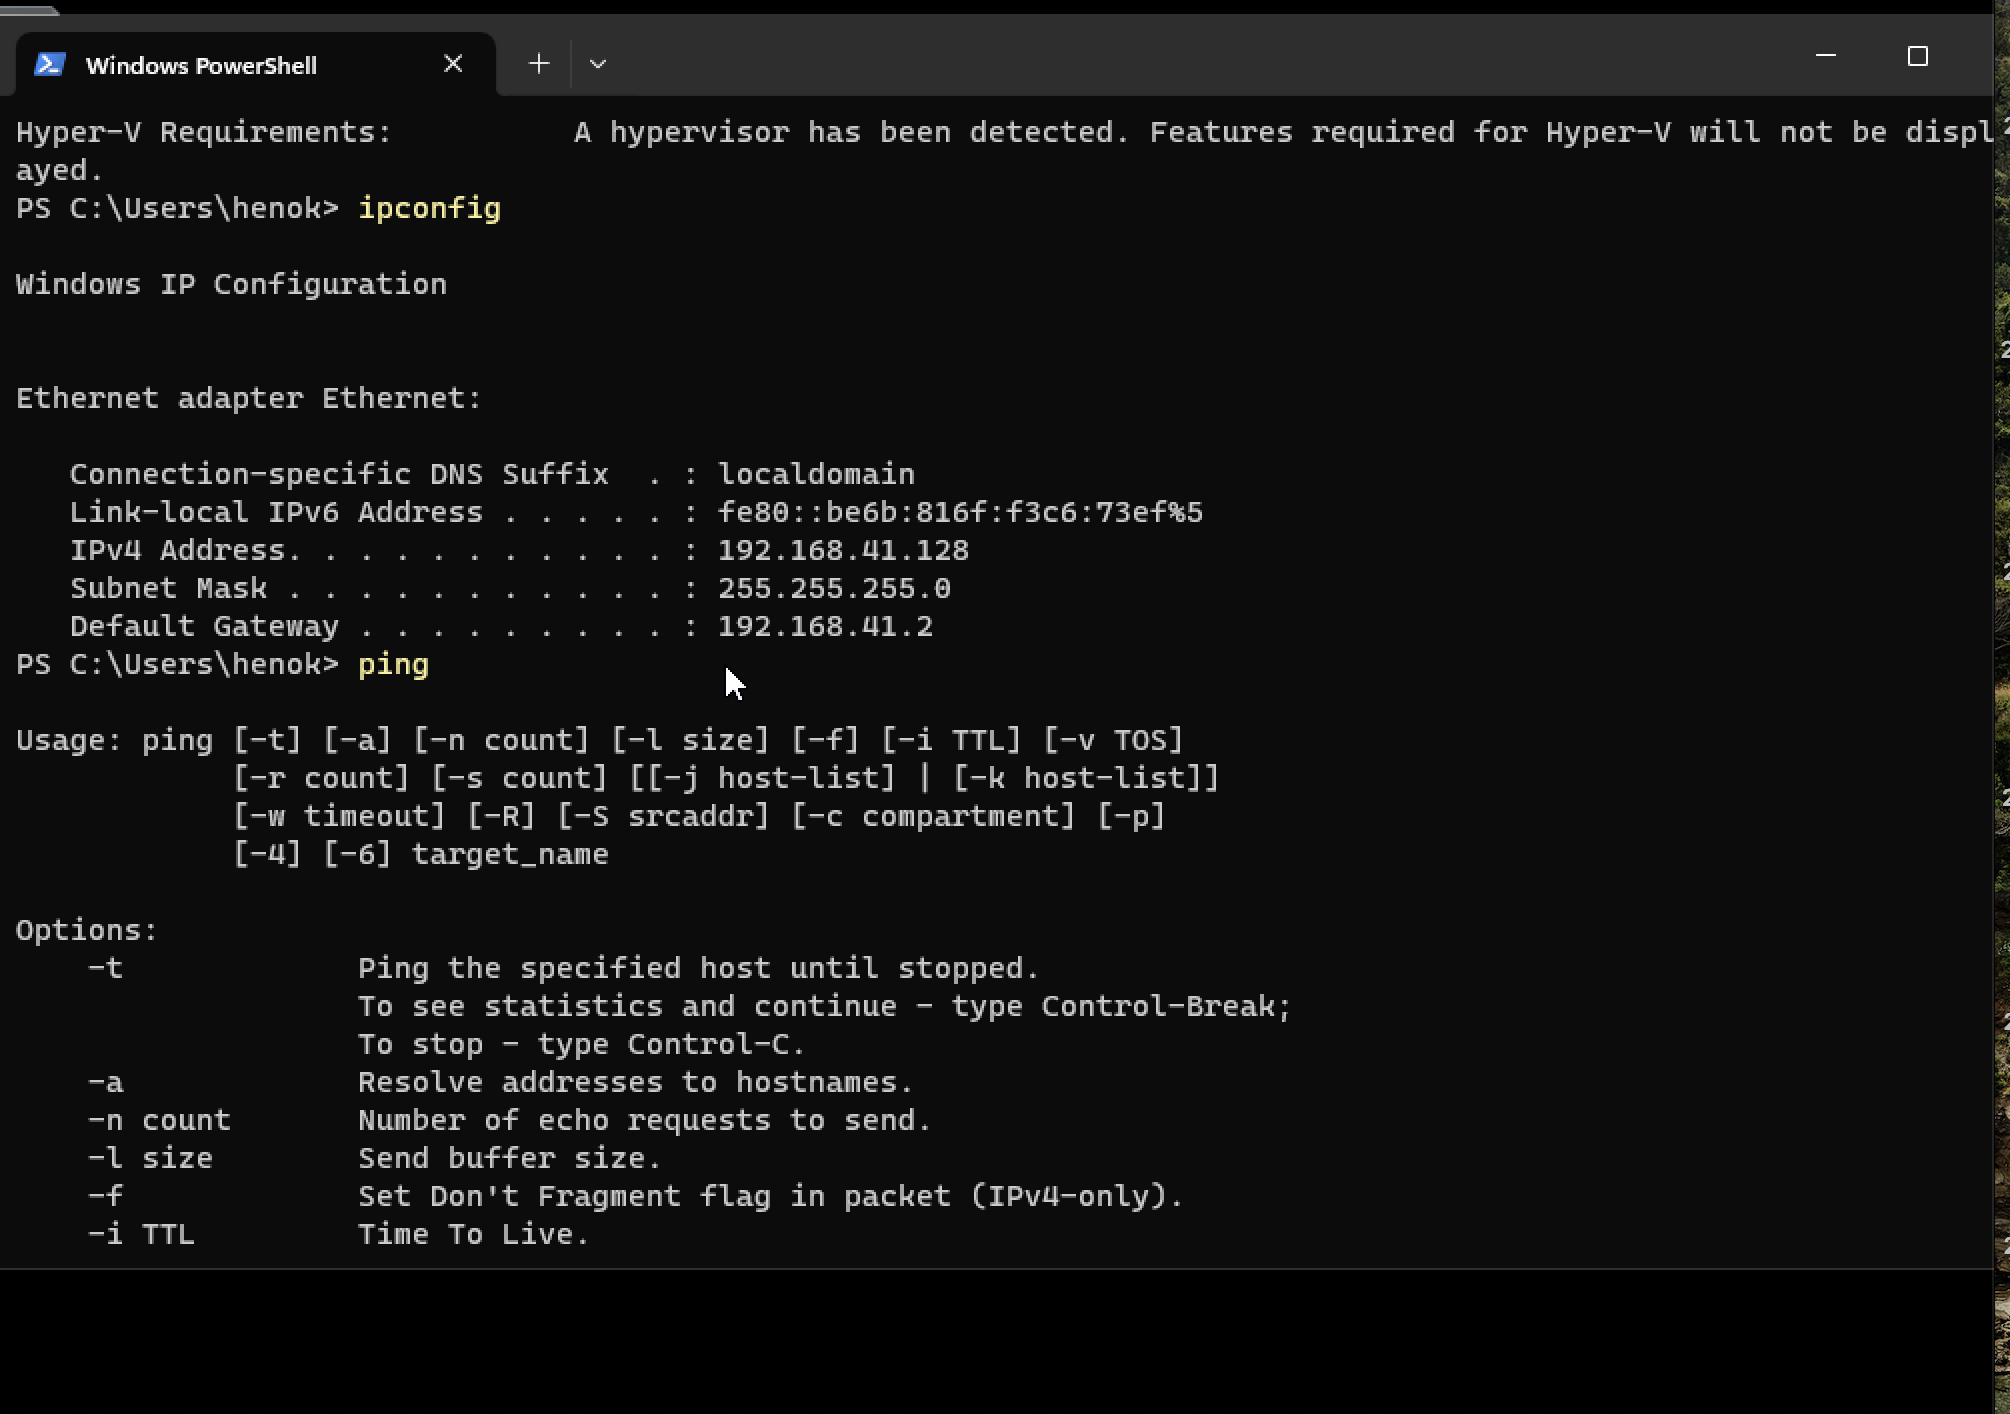 Windows PowerShell
Hyper-V Requirements:          A hypervisor has been detected. Features required for Hyper-V will not be displ
ayed.
PS C:\Users\henok> ipconfig
Windows IP Configuration
Ethernet adapter Ethernet:
   Connection-specific DNS Suffix  . : localdomain
   Link-local IPv6 Address . . . . . : fe80::be6b:816f:f3c6:73ef%5
   IPv4 Address. . . . . . . . . . . : 192.168.41.128
   Subnet Mask . . . . . . . . . . . : 255.255.255.0
   Default Gateway . . . . . . . . . : 192.168.41.2
PS C:\Users\henok> ping
Usage: ping [-t] [-a] [-n count] [-l size] [-f] [-i TTL] [-v TOS]
            [-r count] [-s count] [[-j host-list] | [-k host-list]]
            [-w timeout] [-R] [-S srcaddr] [-c compartment] [-p]
            [-4] [-6] target_name
Options:
    -t             Ping the specified host until stopped.
                   To see statistics and continue - type Control-Break;
                   To stop - type Control-C.
    -a             Resolve addresses to hostnames.
    -n count       Number of echo requests to send.
    -l size        Send buffer size.
    -f             Set Don't Fragment flag in packet (IPv4-only).
    -i TTL         Time To Live.